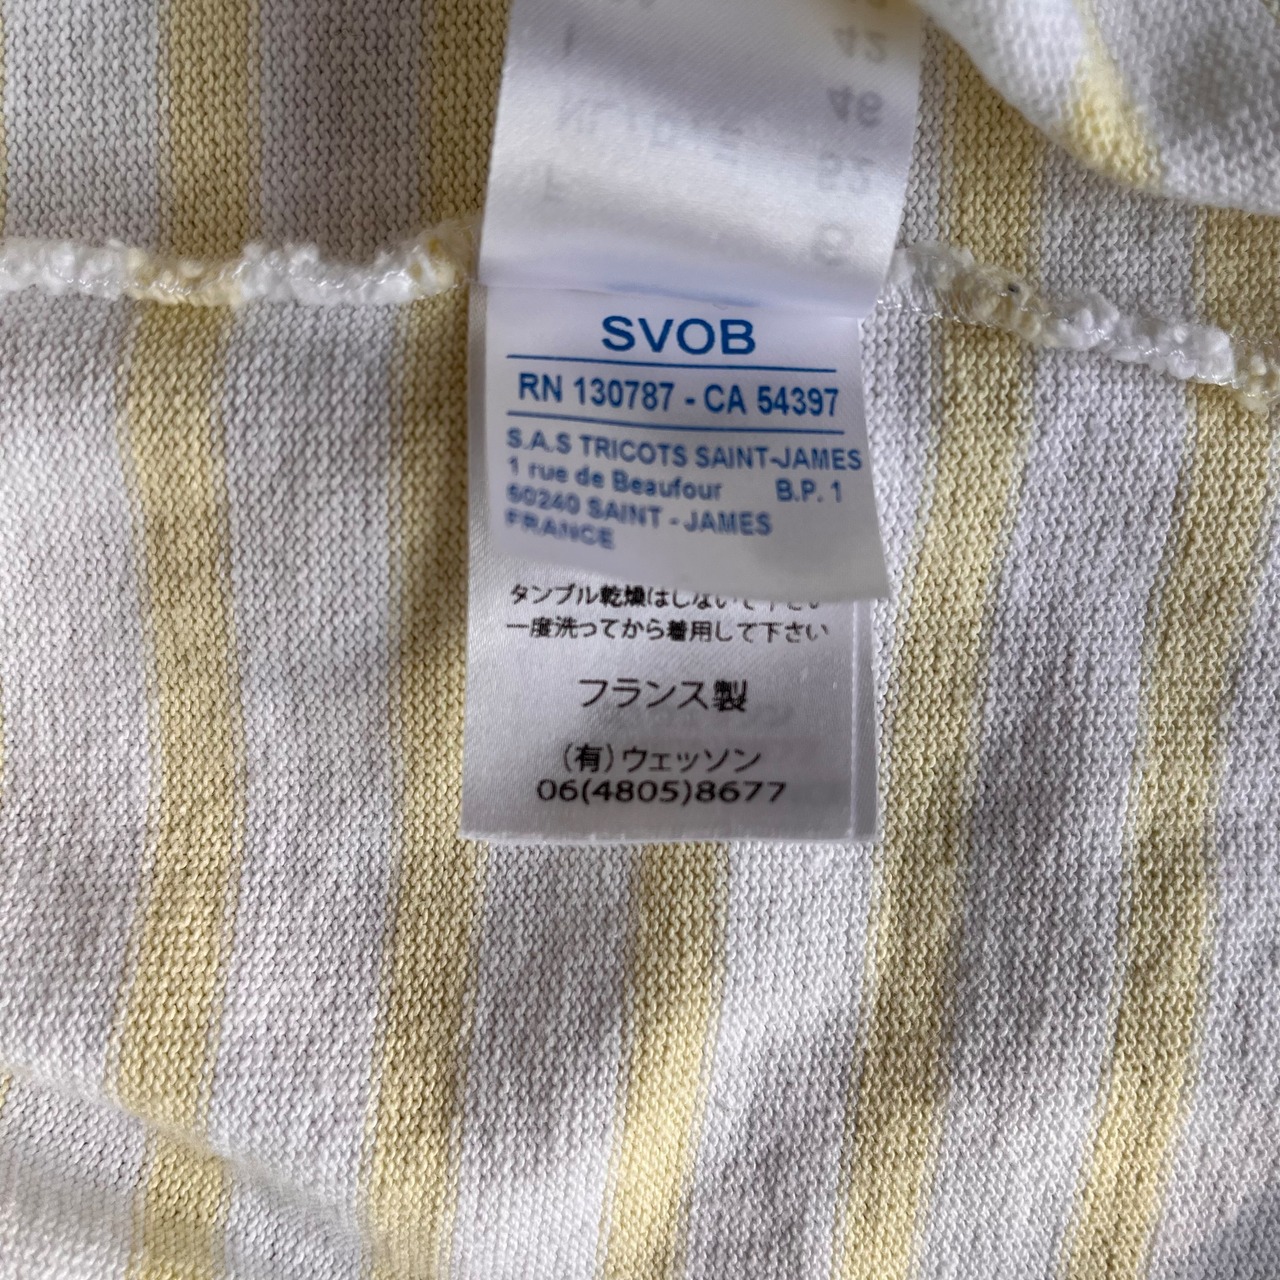 42
46
SVOB
RN 130787 - CA 54397
S.A.S TRICOTS SAINT-JAMES
1 rue de Beaufour B.P. 1
50240 SAINT - JAMES
FRANCE
タンブル乾燥はしないで下さい
一度洗ってから着用して下さい
フランス製
(有)ウェッソン
06(4805)8677